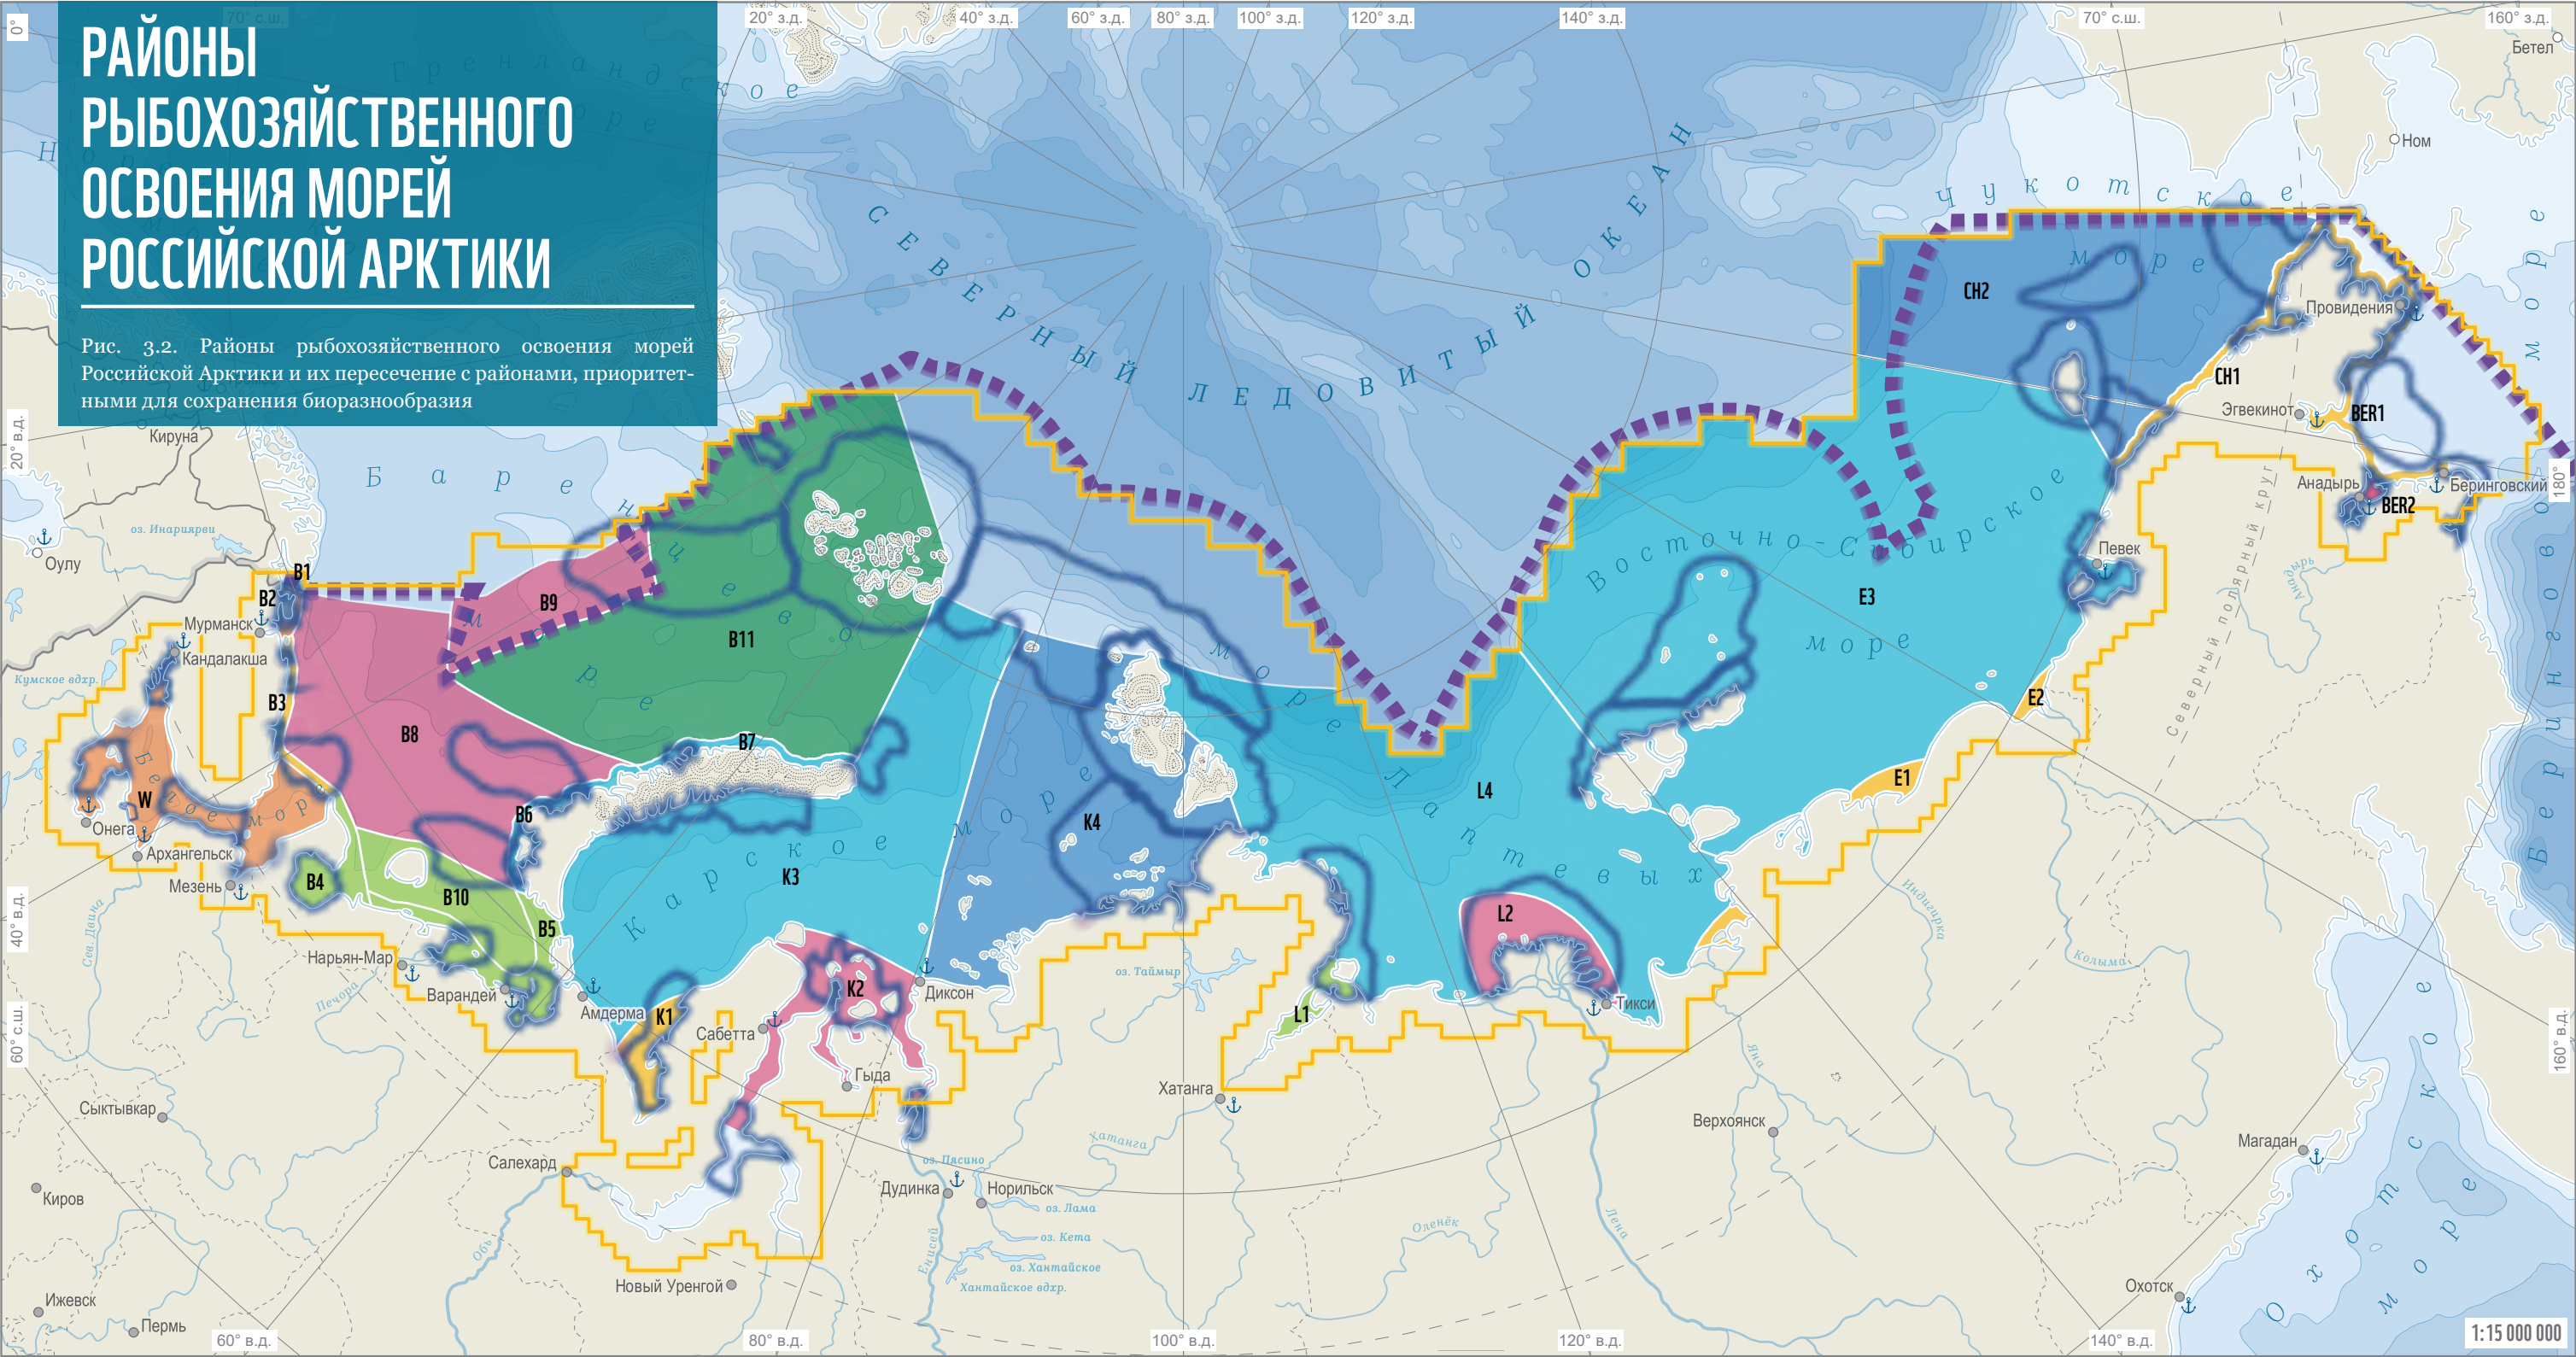 РАЙОНЫ
РЫБОХОЗЯЙСТВЕННОГО
ОСВОЕНИЯ МОРЕЙ
РОССИЙСКОЙ АРКТИКИ
Рис. 3.2. Районы рыбохозяйственного освоения морей
Российской Арктики и их пересечение с районами, приоритет-
ными для сохранения биоразнообразия
0°
70° с.ш.
20° з.д.
40° з.д.
60° з.д.
80° з.д.
100° з.д.
120° з.д.
140° з.д.
70° с.ш.
160° з.д.
Гренландское
море
СЕВЕРНЫЙ ЛЕДОВИТЫЙ ОКЕАН
Чукотское
море
Берингово
море
Баренцево
море
Белое море
Карское море
море Лаптевых
Восточно-Сибирское
море
Охотское
море
Бетел
Ном
Провидения
Эгвекинот
Анадырь
Беринговский
Певек
Кируна
Оулу
оз. Инариярви
Мурманск
Кандалакша
Кумское вдхр.
Онега
Архангельск
Мезень
Сев. Двина
Нарьян-Мар
Печора
Варандей
Амдерма
Сабетта
Гыда
Диксон
оз. Таймыр
Хатанга
Хатанга
Тикси
Индигирка
Колыма
Анадырь
Северный полярный круг
Яна
Верхоянск
Магадан
Охотск
Сыктывкар
Киров
Ижевск
Пермь
Салехард
Обь
Новый Уренгой
Дудинка
Норильск
оз. Пясино
оз. Лама
оз. Кета
оз. Хантайское
Хантайское вдхр.
Енисей
Оленёк
Лена
B1
B2
B3
B4
B5
B6
B7
B8
B9
B10
B11
W
K1
K2
K3
K4
L1
L2
L4
E1
E2
E3
CH1
CH2
BER1
BER2
20° в.д.
40° в.д.
60° с.ш.
60° в.д.
80° в.д.
100° в.д.
120° в.д.
140° в.д.
160° в.д.
180°
1:15 000 000